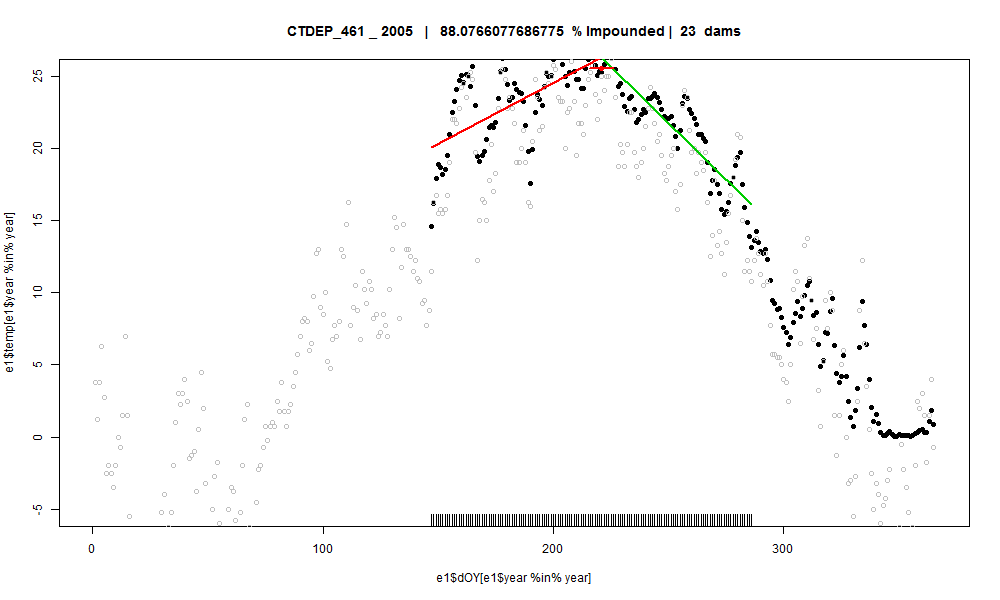 CTDEP_461 _ 2005 | 88.0766077686775 % Impounded | 23 dams
e1$temp[e1$year %in% year]
25
20
15
10
5
0
-5
0 100 200 300
e1$dOY[e1$year %in% year]